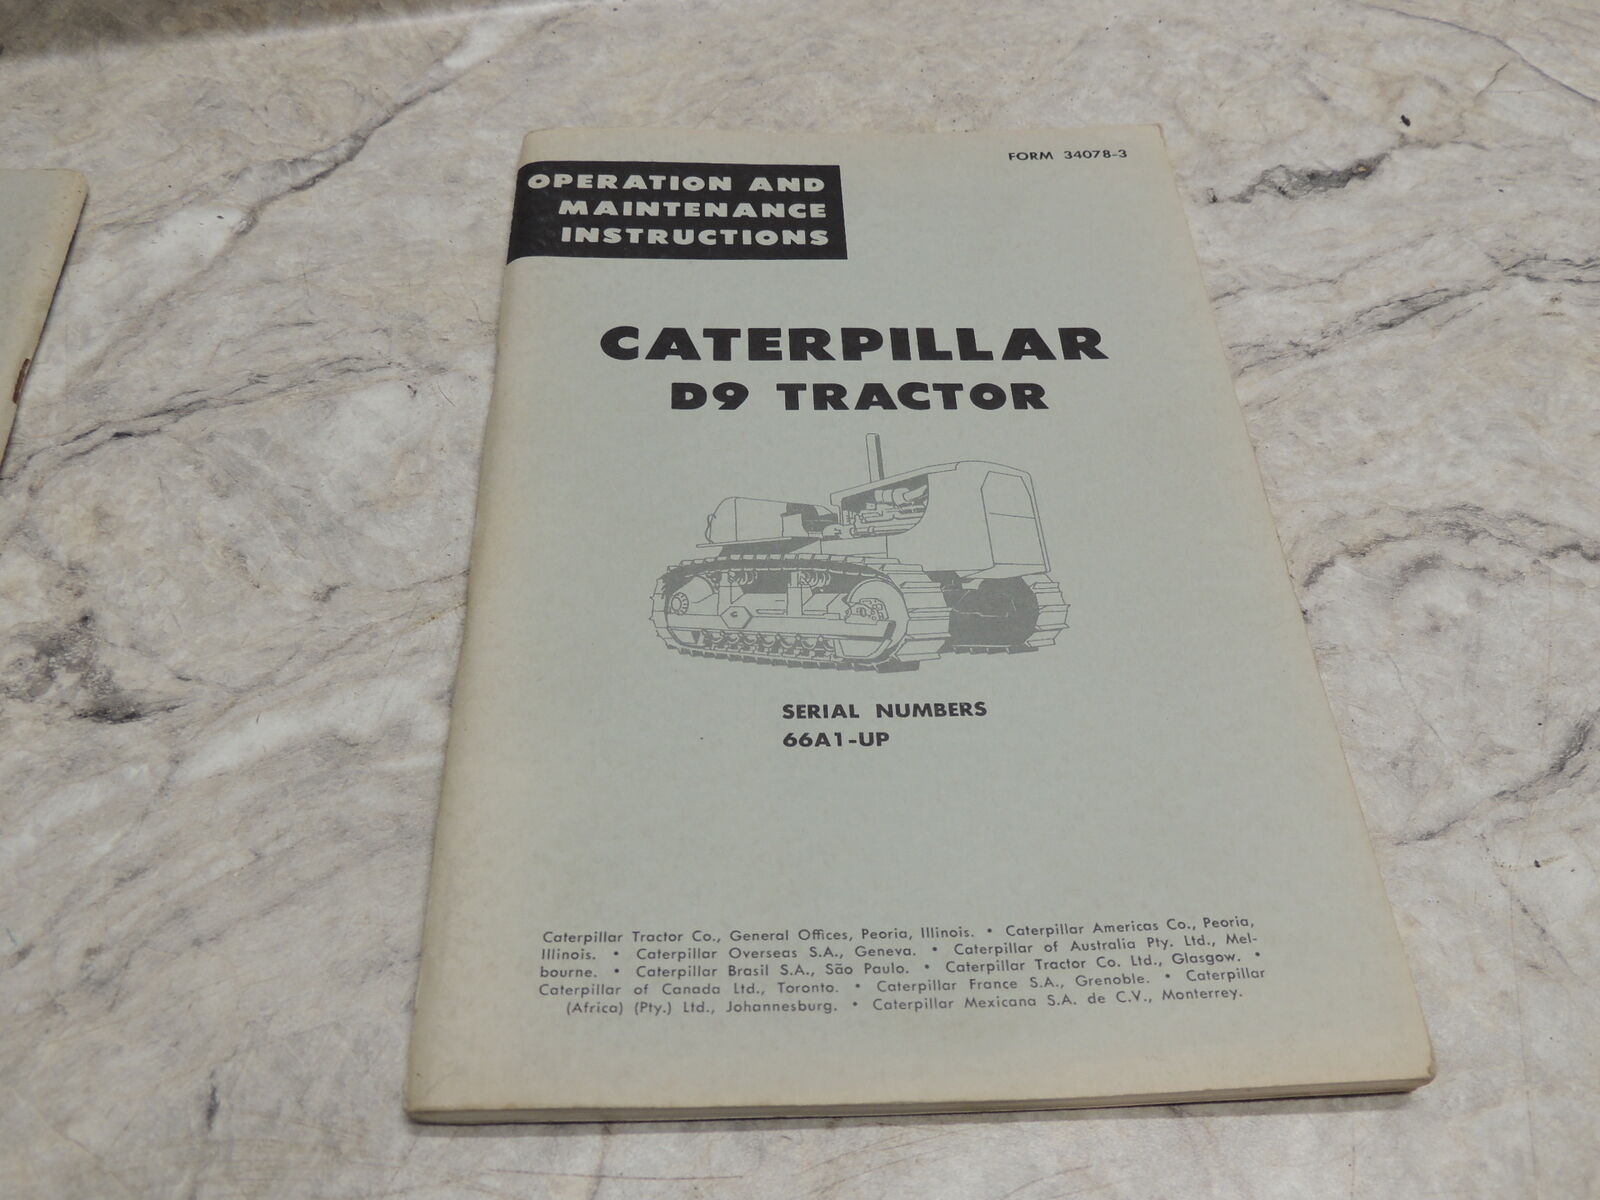 FORM 34078-3
OPERATION AND
MAINTENANCE
INSTRUCTIONS
CATERPILLAR
D9 TRACTOR
C
SERIAL NUMBERS
66A1-UP
Caterpillar Tractor Co., General Offices, Peoria, Illinois. • Caterpillar Americas Co., Peoria,
Illinois. • Caterpillar Overseas S.A., Geneva. • Caterpillar of Australia Pty. Ltd., Mel-
bourne. • Caterpillar Brasil S.A., São Paulo. • Caterpillar Tractor Co. Ltd., Glasgow. •
Caterpillar of Canada Ltd., Toronto. • Caterpillar France S.A., Grenoble. • Caterpillar
(Africa) (Pty.) Ltd., Johannesburg. • Caterpillar Mexicana S.A. de C.V., Monterrey.